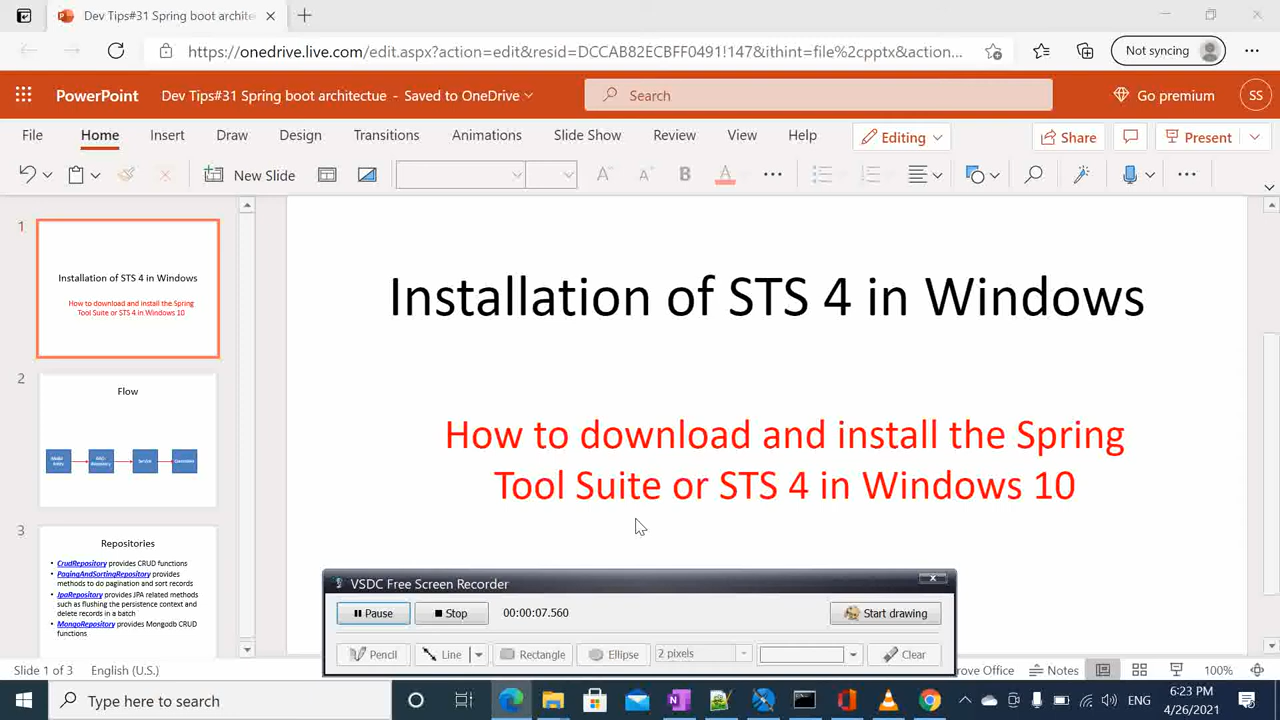 Dev Tips#31 Spring boot archite
https://onedrive.live.com/edit.aspx?action=edit&resid=DCCAB82ECBFF0491!147&ithint=file%2cpptx&action...
Not syncing
PowerPoint
Dev Tips#31 Spring boot architectue - Saved to OneDrive
Search
Go premium
SS
File Home Insert Draw Design Transitions Animations Slide Show Review View Help
Editing
Share
Present
New Slide
1
Installation of STS 4 in Windows
How to download and install the Spring
Tool Suite or STS 4 in Windows 10
2
Flow
Repository
Service
3
Repositories
CrudRepository provides CRUD functions
PagingAndSortingRepository provides
methods to do pagination and sort records
JpaRepository provides JPA related methods
such as flushing the persistence context and
delete records in a batch
MongoRepository provides Mongodb CRUD
functions
Installation of STS 4 in Windows
How to download and install the Spring
Tool Suite or STS 4 in Windows 10
VSDC Free Screen Recorder
Pause
Stop
00:00:07.560
Start drawing
Pencil
Line
Rectangle
Ellipse
2 pixels
Clear
Slide 1 of 3
English (U.S.)
prove Office
Notes
100%
Type here to search
ENG
6:23 PM
4/26/2021